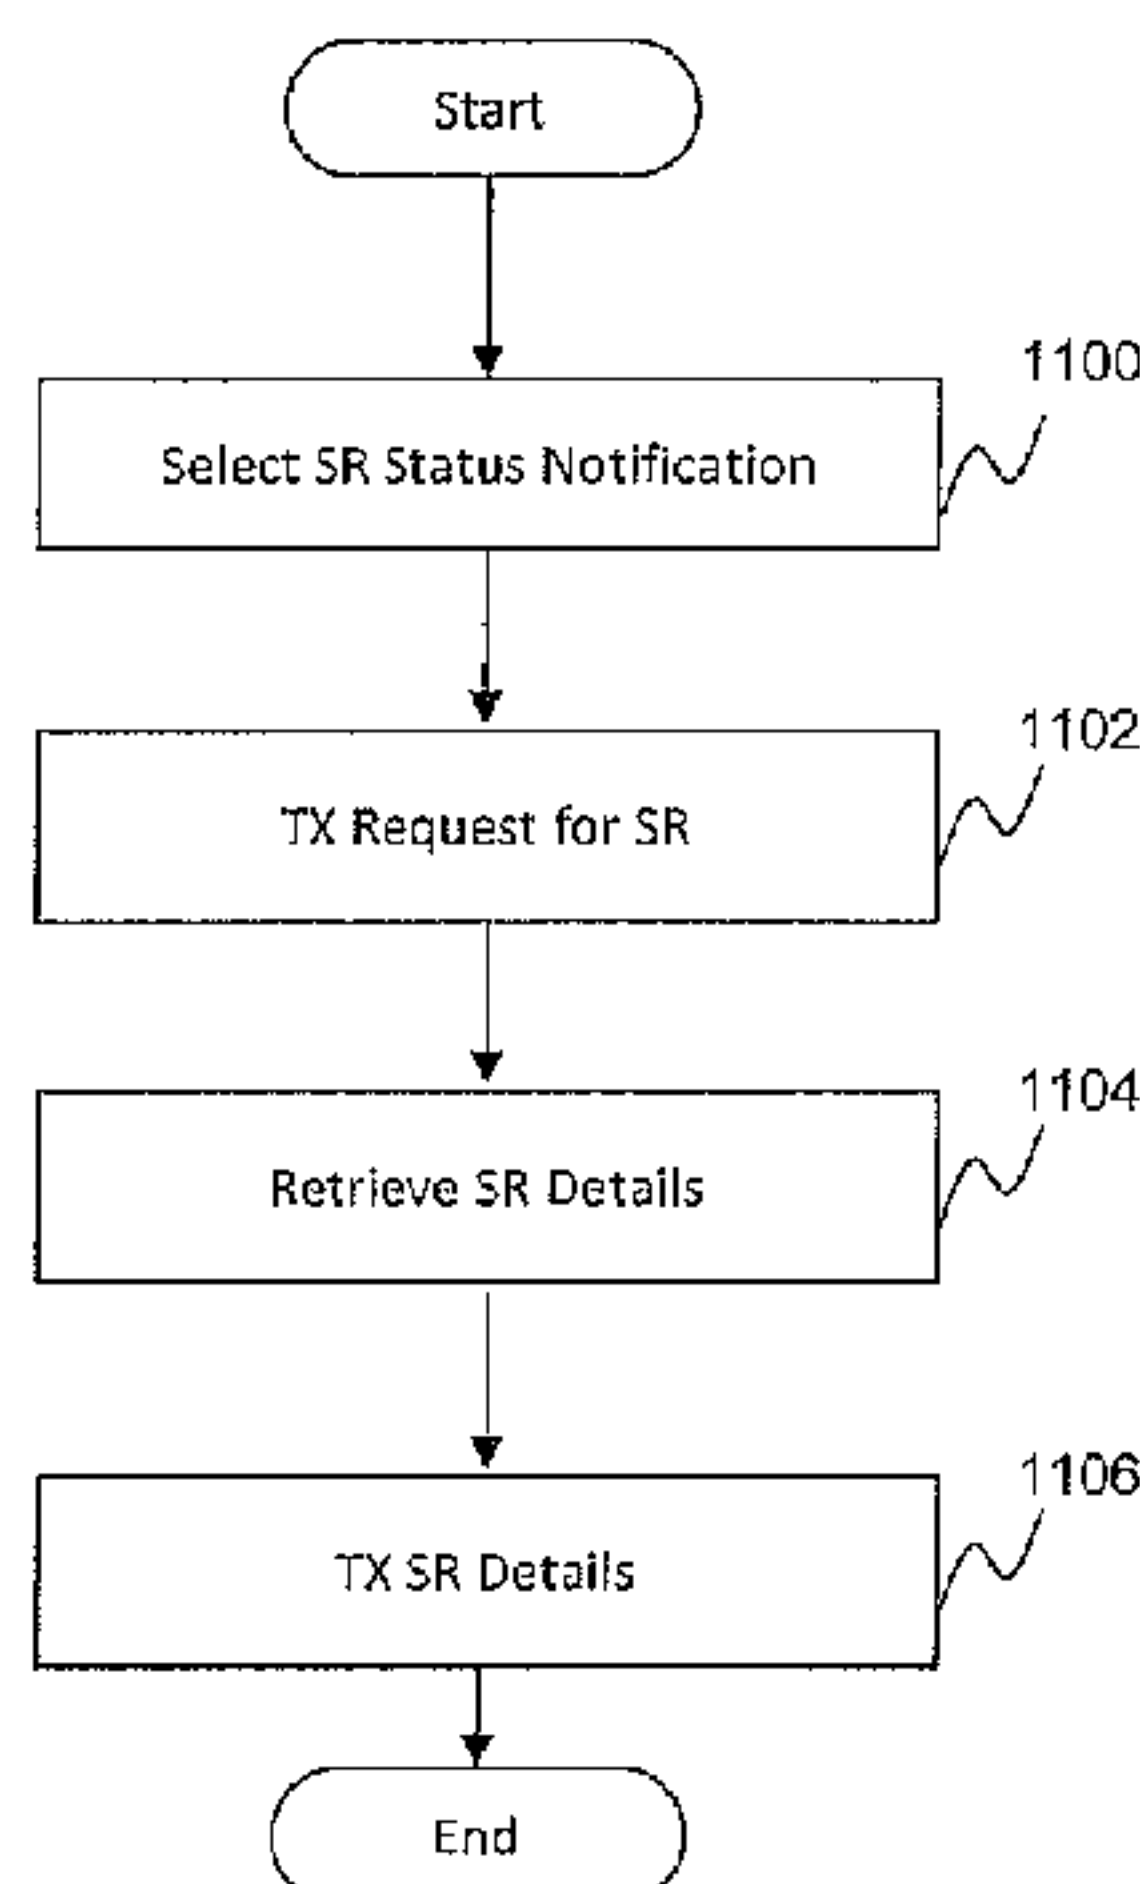 Start
1100
Select SR Status Notification
1102
TX Request for SR
1104
Retrieve SR Details
1106
TX SR Details
End